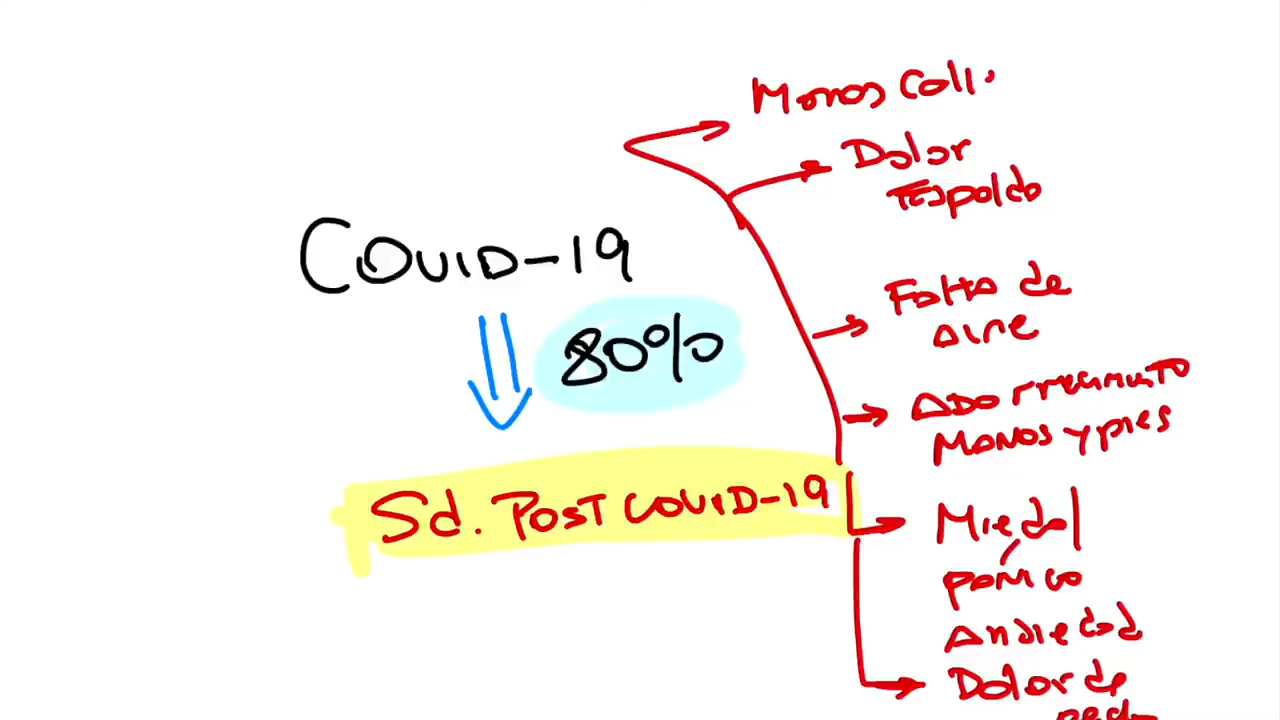 Manos Cali
Dolor
Espalda
COVID-19
Falta de
aire
80%
Adormecimiento
Manos y pies
Sd. Post COVID-19
Miedo/
pánico
Ansiedad
Dolor de